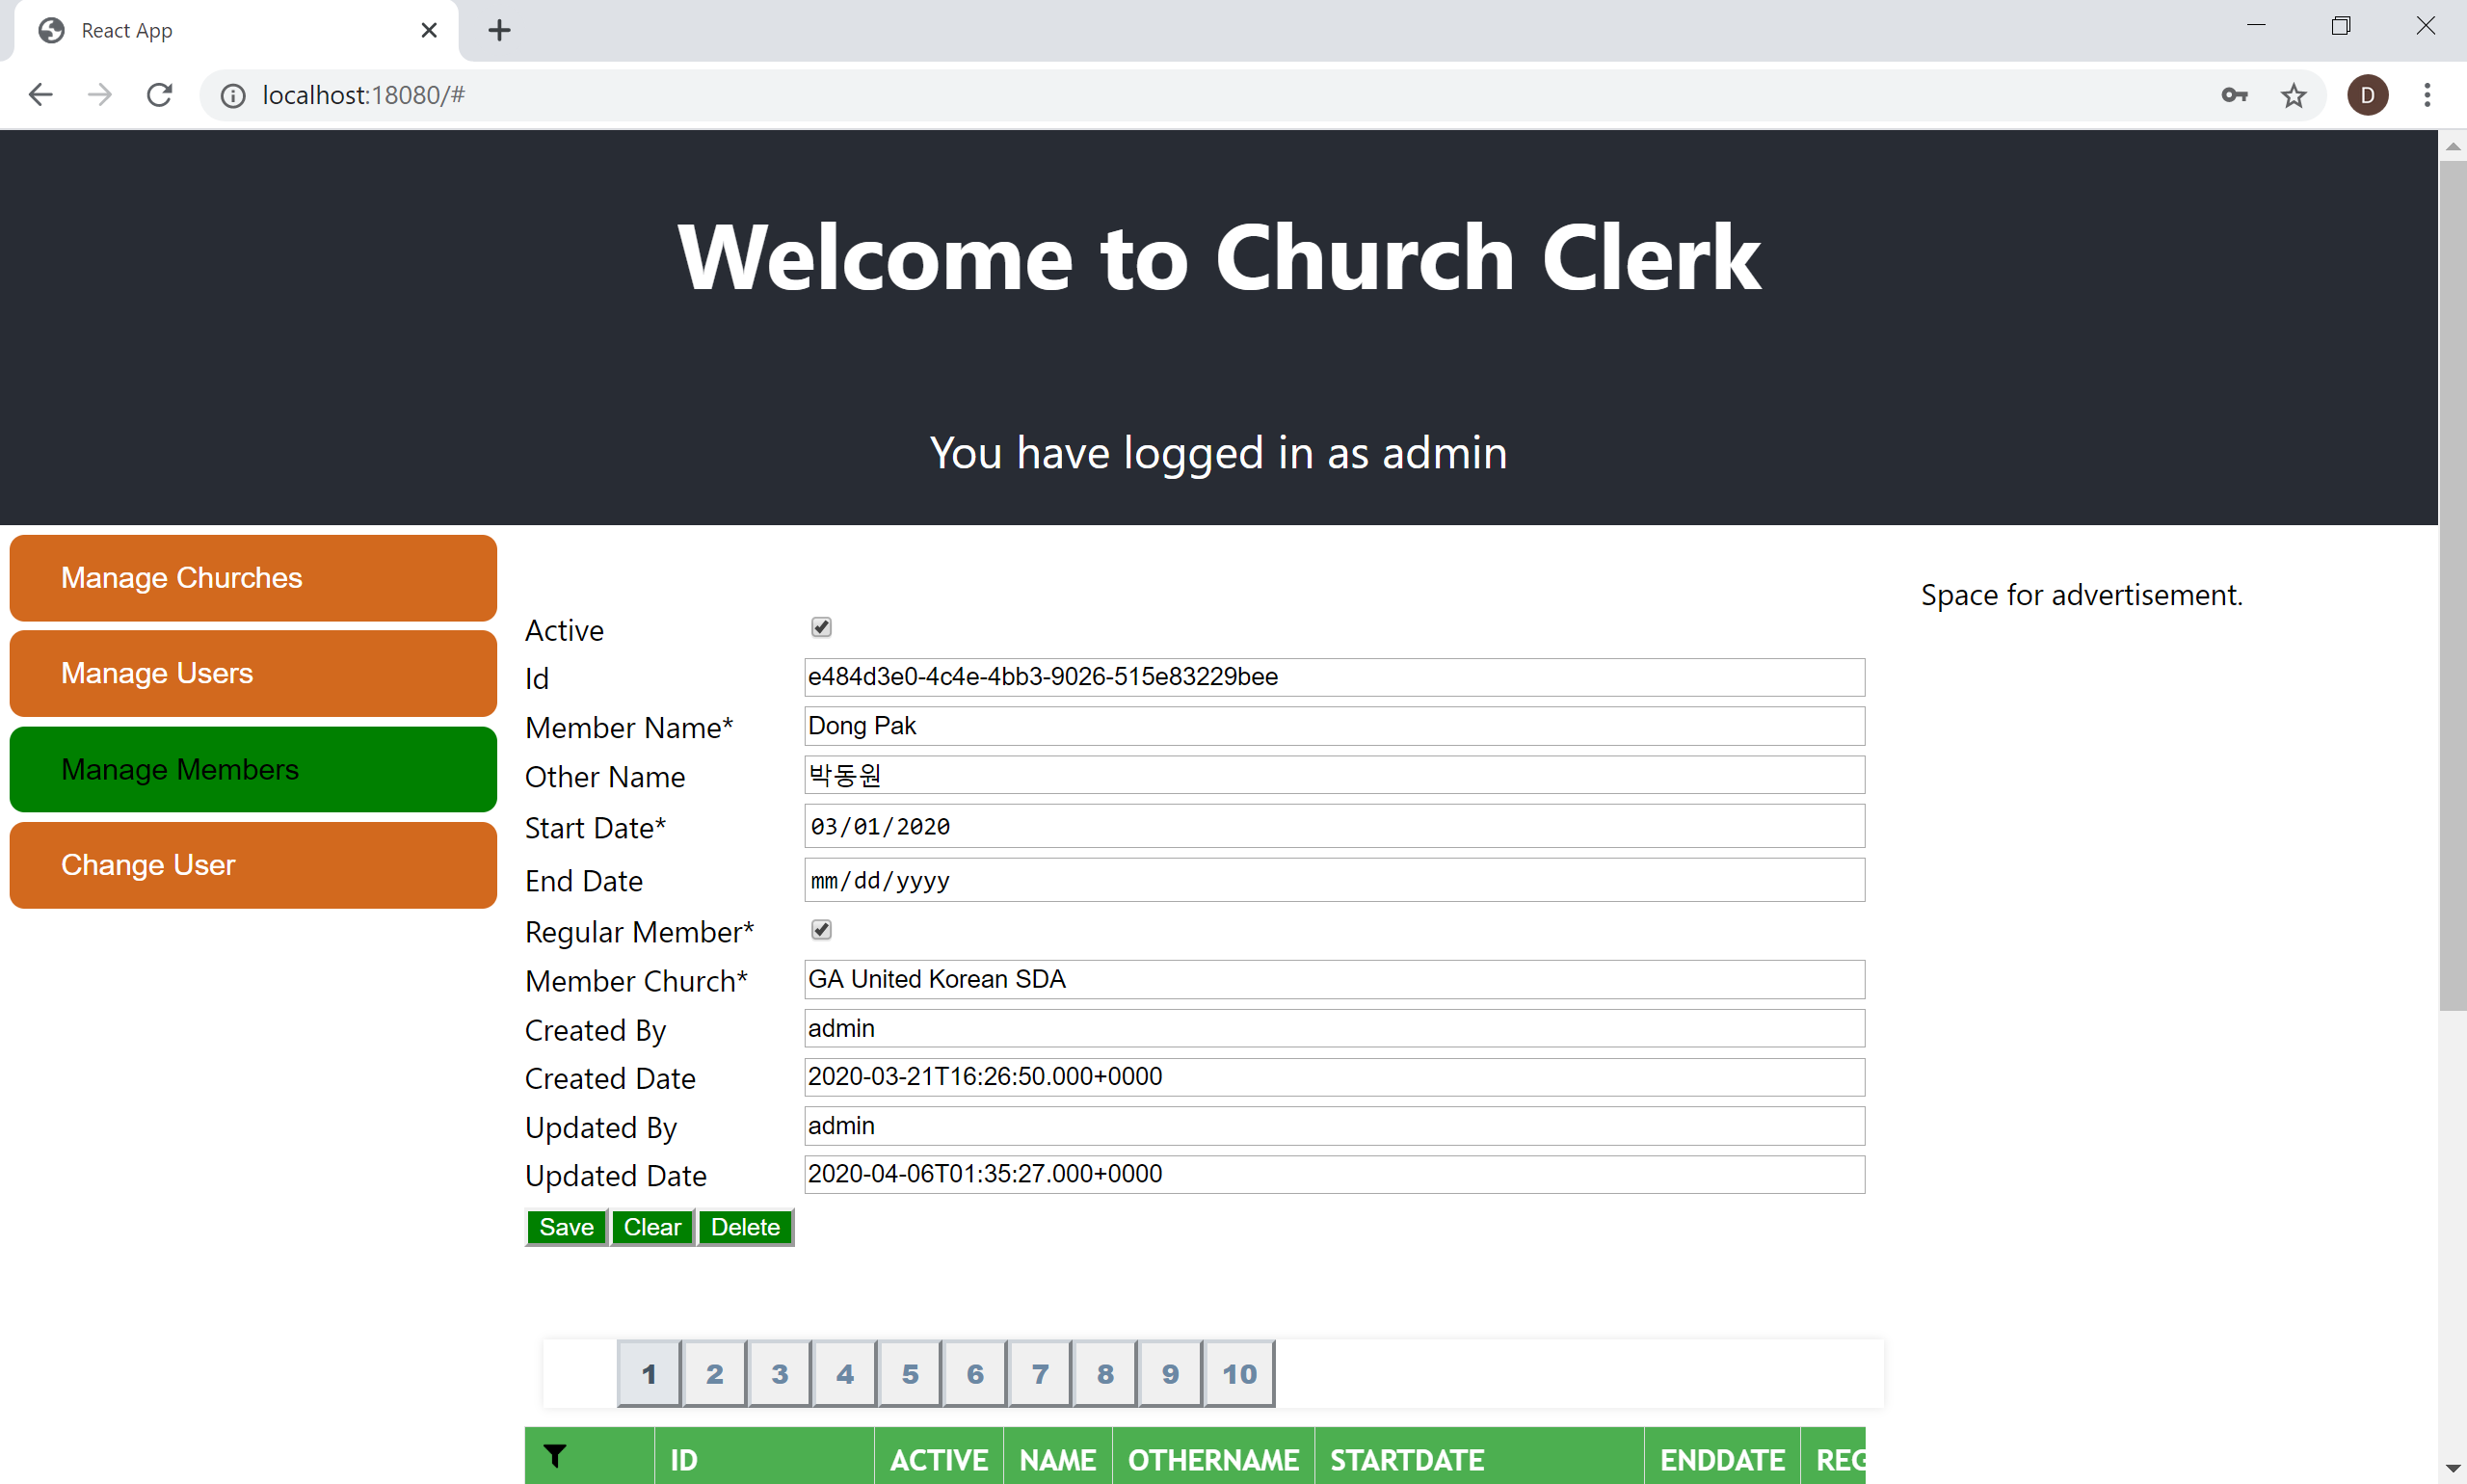 React App
localhost:18080/#
D
Welcome to Church Clerk
You have logged in as admin
Manage Churches
Manage Users
Manage Members
Change User
Space for advertisement.
Active
Id e484d3e0-4c4e-4bb3-9026-515e83229bee
Member Name* Dong Pak
Other Name 박동원
Start Date* 03/01/2020
End Date mm/dd/yyyy
Regular Member*
Member Church* GA United Korean SDA
Created By admin
Created Date 2020-03-21T16:26:50.000+0000
Updated By admin
Updated Date 2020-04-06T01:35:27.000+0000
Save Clear Delete
1 2 3 4 5 6 7 8 9 10
ID ACTIVE NAME OTHERNAME STARTDATE ENDDATE REG